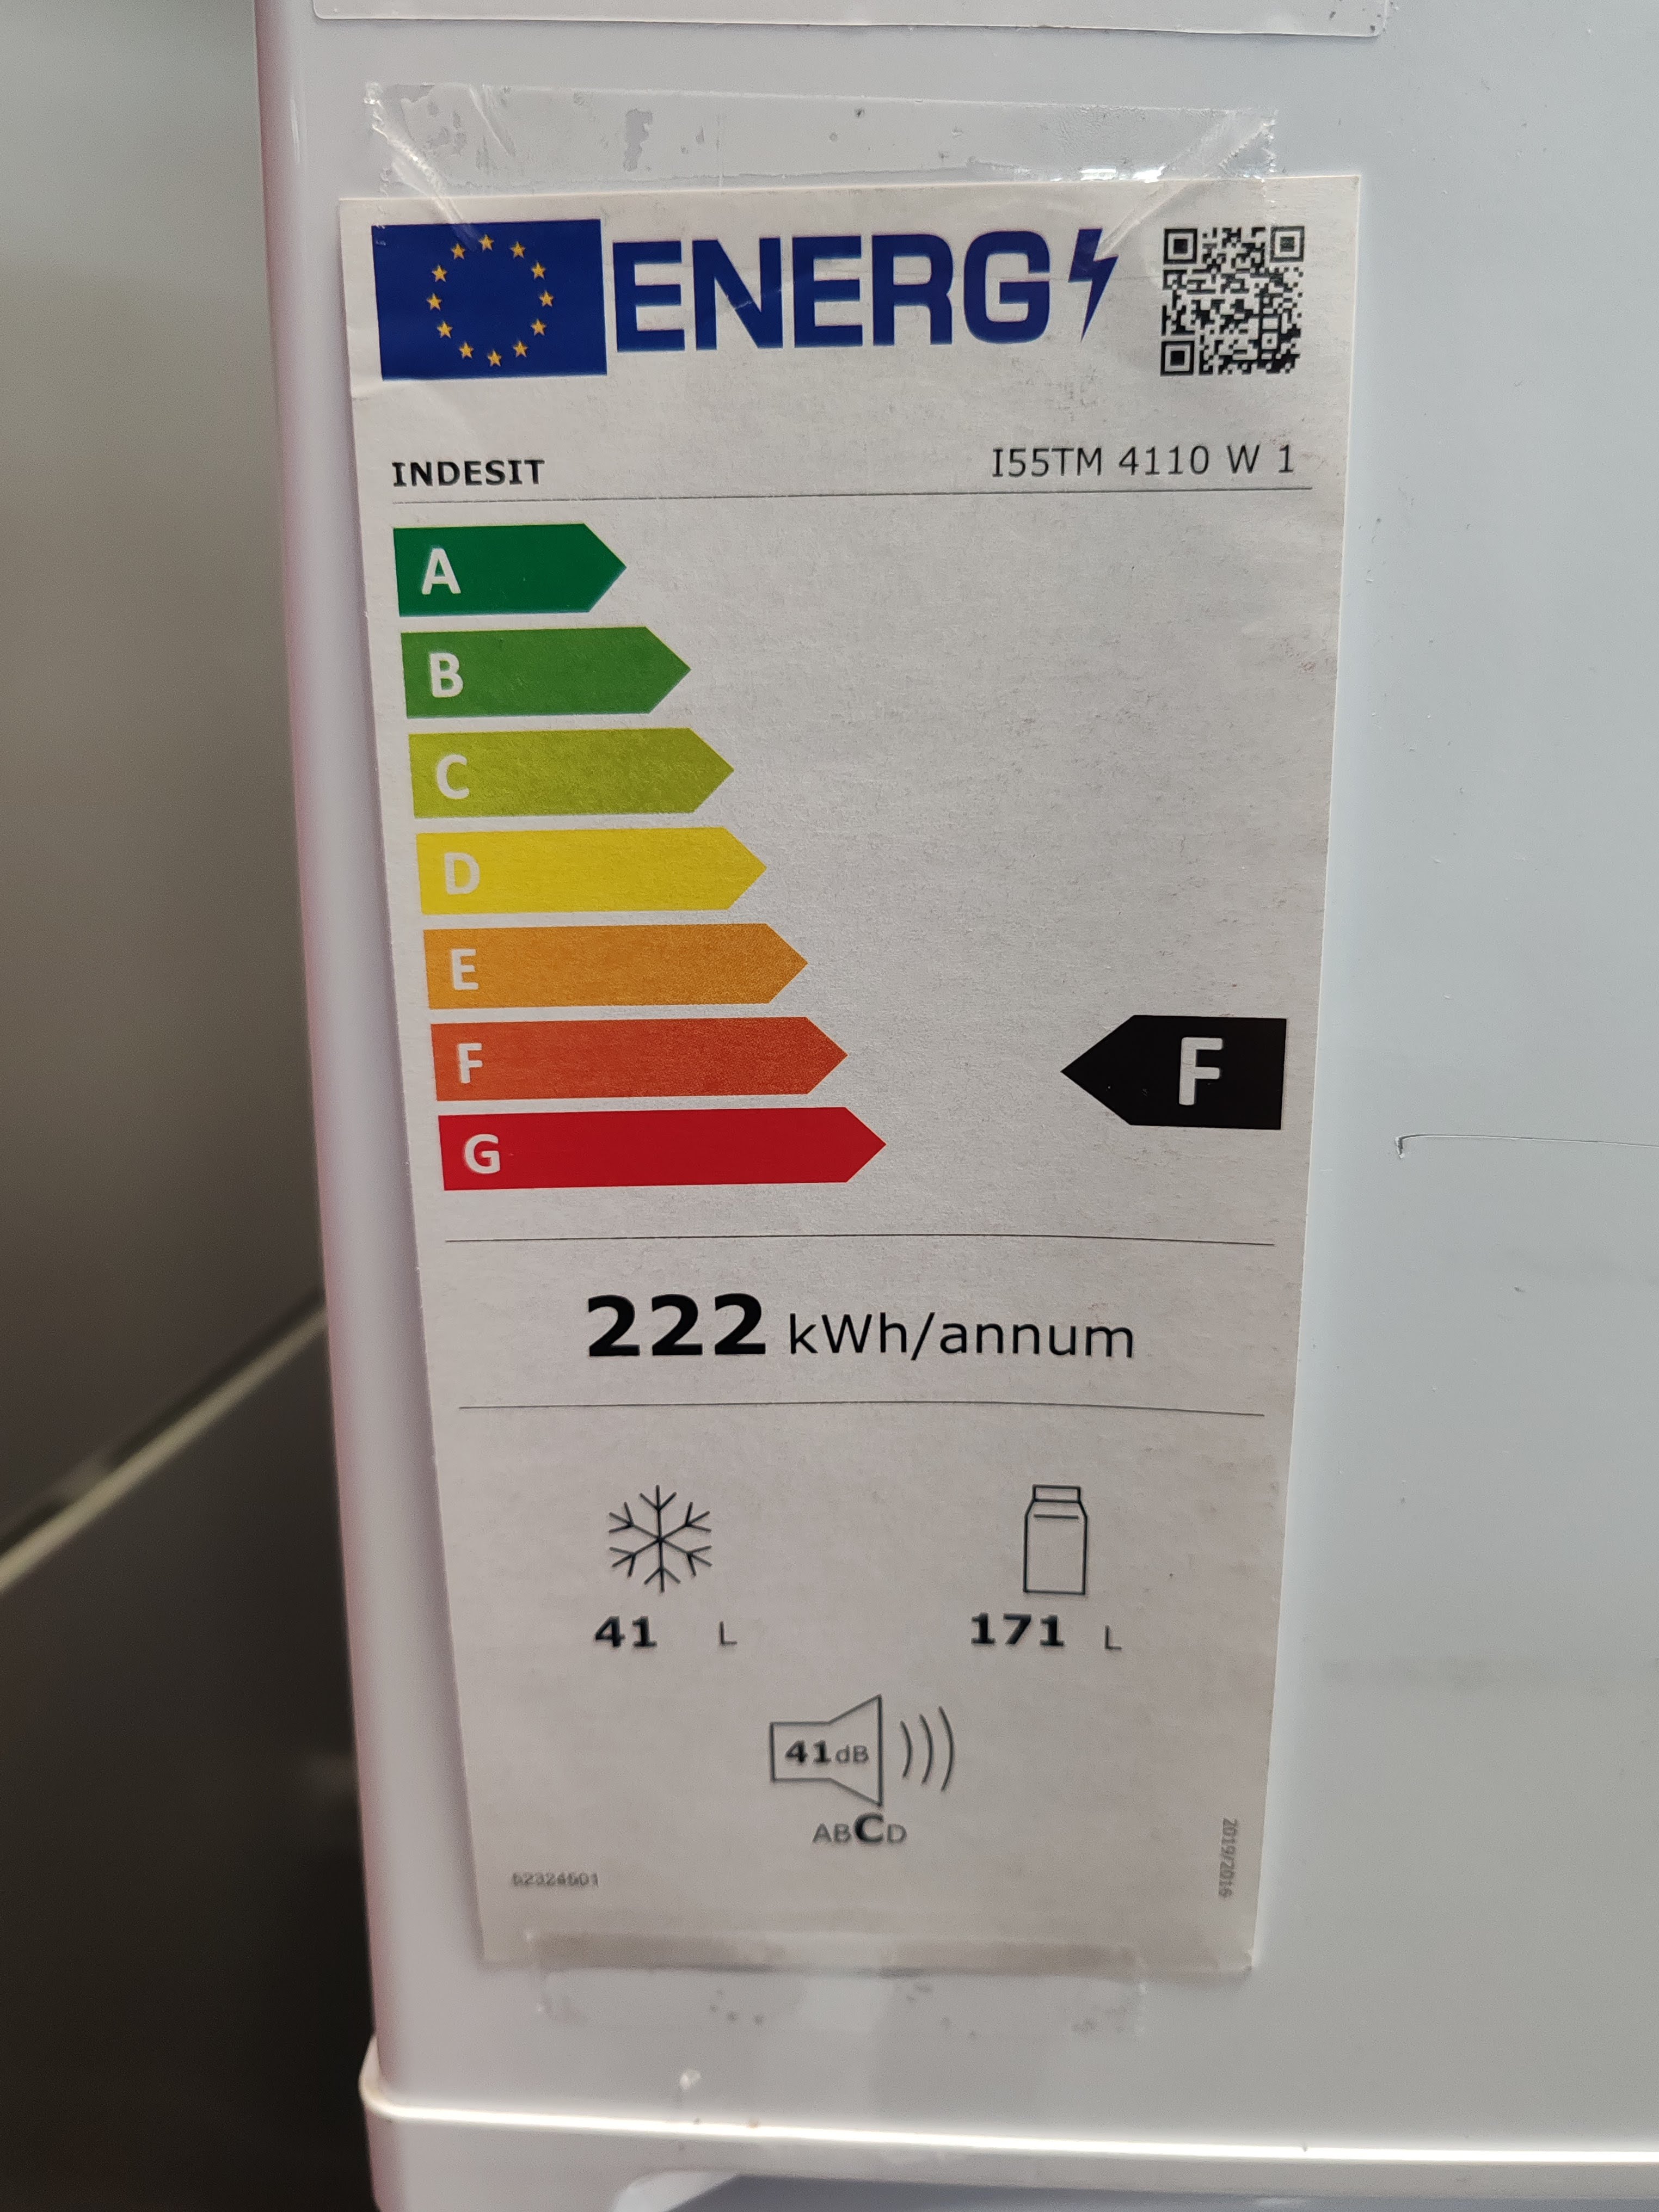 ENERG
INDESIT I55TM 4110 W 1
A
B
C
D
E
F F
G
222 kWh/annum
41 L 171 L
41dB
ABCD
2019/2016